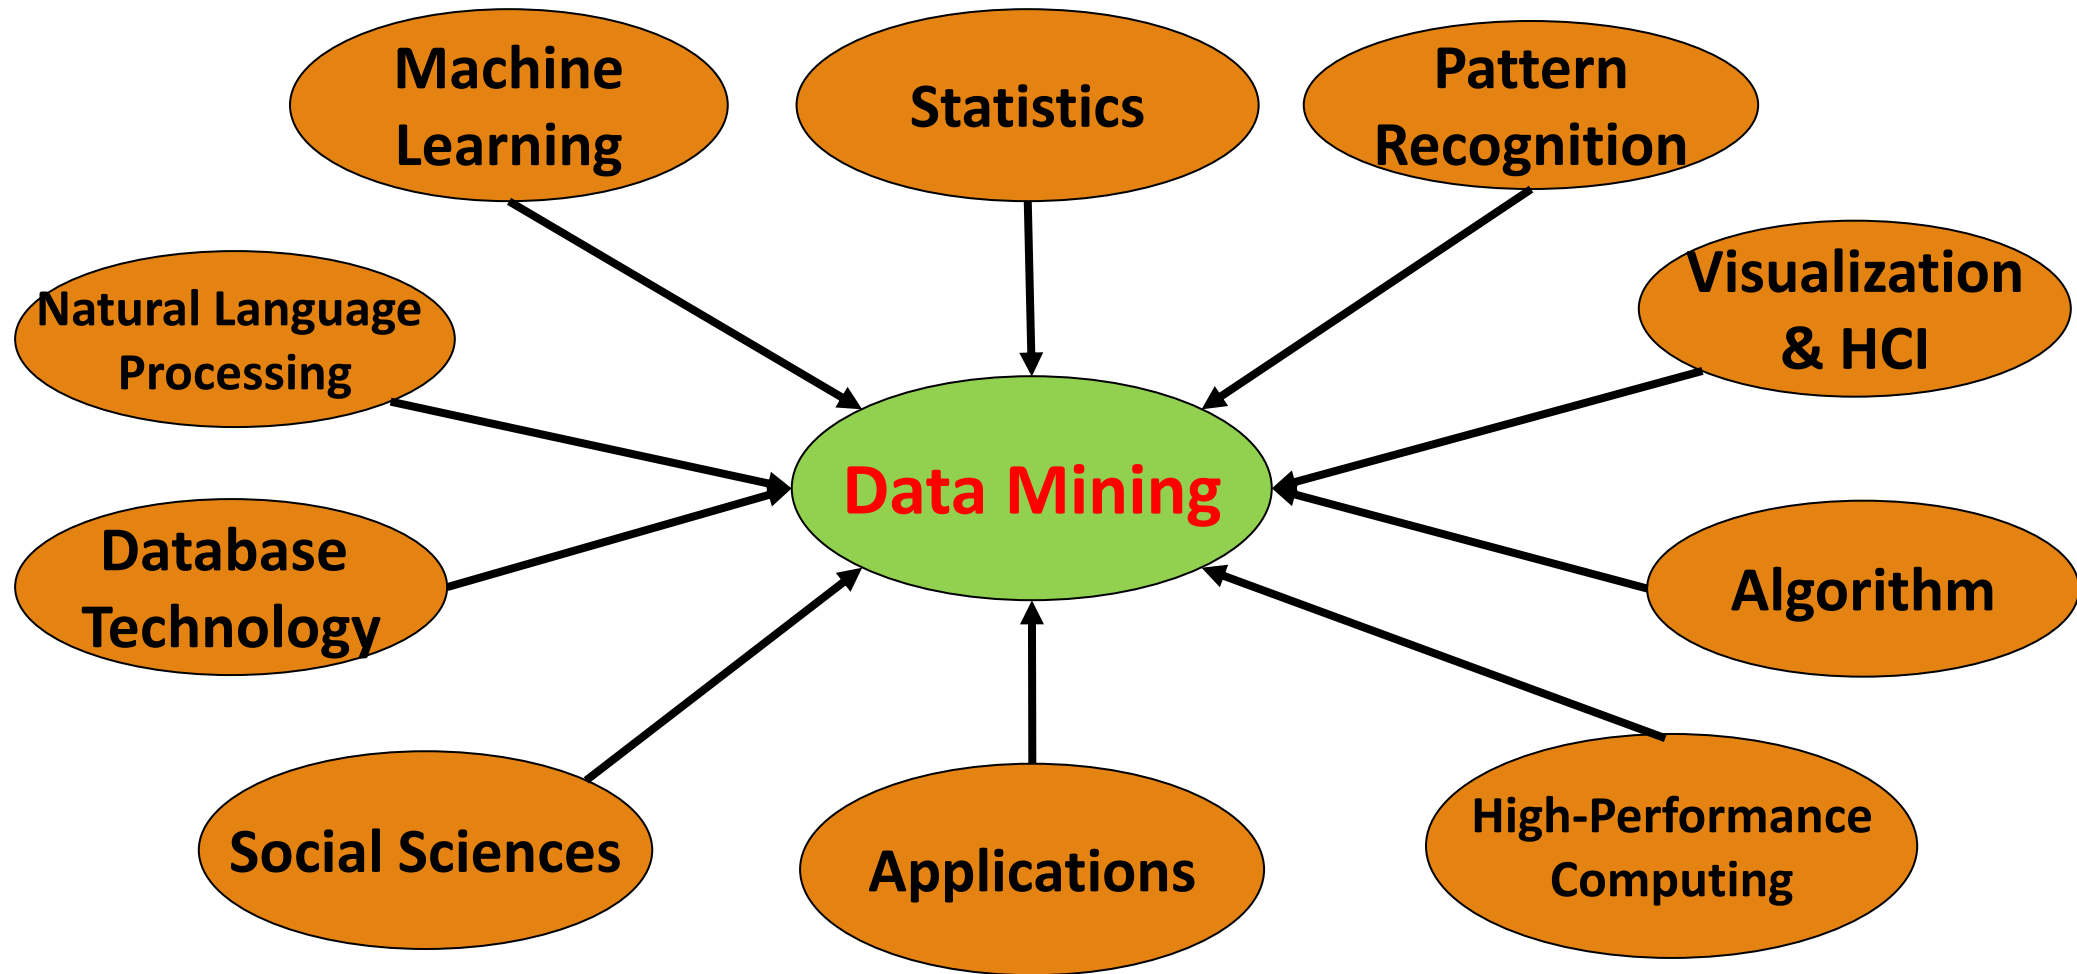 Machine
Learning
Statistics
Pattern
Recognition
Natural Language
Processing
Visualization
& HCI
Data Mining
Database
Technology
Algorithm
Social Sciences
Applications
High-Performance
Computing